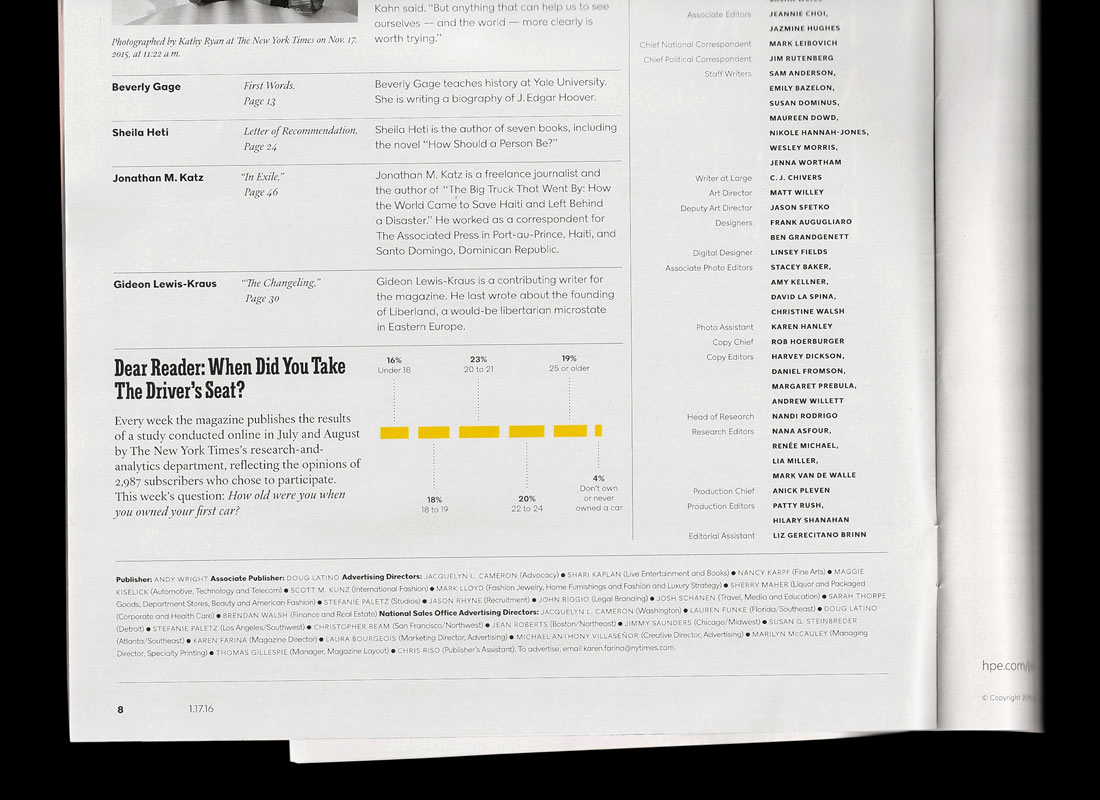 Kahn said. “But anything that can help us to see
ourselves — and the world — more clearly is
worth trying.”
Photographed by Kathy Ryan at The New York Times on Nov. 17,
2015, at 11:22 a.m.
Beverly Gage
First Words,
Page 13
Beverly Gage teaches history at Yale University.
She is writing a biography of J. Edgar Hoover.
Sheila Heti
Letter of Recommendation,
Page 24
Sheila Heti is the author of seven books, including
the novel “How Should a Person Be?”
Jonathan M. Katz
“In Exile,”
Page 46
Jonathan M. Katz is a freelance journalist and
the author of “The Big Truck That Went By: How
the World Came to Save Haiti and Left Behind
a Disaster.” He worked as a correspondent for
The Associated Press in Port-au-Prince, Haiti, and
Santo Domingo, Dominican Republic.
Gideon Lewis-Kraus
“The Changeling,”
Page 30
Gideon Lewis-Kraus is a contributing writer for
the magazine. He last wrote about the founding
of Liberland, a would-be libertarian microstate
in Eastern Europe.
Dear Reader: When Did You Take
The Driver’s Seat?
Every week the magazine publishes the results
of a study conducted online in July and August
by The New York Times’s research-and-
analytics department, reflecting the opinions of
2,987 subscribers who chose to participate.
This week’s question: How old were you when
you owned your first car?
16%
Under 18
23%
20 to 21
19%
25 or older
18%
18 to 19
20%
22 to 24
4%
Don’t own
or never
owned a car
Associate Editors JEANNIE CHOI,
JAZMINE HUGHES
Chief National Correspondent MARK LEIBOVICH
Chief Political Correspondent JIM RUTENBERG
Staff Writers SAM ANDERSON,
EMILY BAZELON,
SUSAN DOMINUS,
MAUREEN DOWD,
NIKOLE HANNAH-JONES,
WESLEY MORRIS,
JENNA WORTHAM
Writer at Large C. J. CHIVERS
Art Director MATT WILLEY
Deputy Art Director JASON SFETKO
Designers FRANK AUGUGLIARO
BEN GRANDGENETT
Digital Designer LINSEY FIELDS
Associate Photo Editors STACEY BAKER,
AMY KELLNER,
DAVID LA SPINA,
CHRISTINE WALSH
Photo Assistant KAREN HANLEY
Copy Chief ROB HOERBURGER
Copy Editors HARVEY DICKSON,
DANIEL FROMSON,
MARGARET PREBULA,
ANDREW WILLETT
Head of Research NANDI RODRIGO
Research Editors NANA ASFOUR,
RENÉE MICHAEL,
LIA MILLER,
MARK VAN DE WALLE
Production Chief ANICK PLEVEN
Production Editors PATTY RUSH,
HILARY SHANAHAN
Editorial Assistant LIZ GERECITANO BRINN
Publisher: ANDY WRIGHT Associate Publisher: DOUG LATINO Advertising Directors: JACQUELYN L. CAMERON (Advocacy) ● SHARI KAPLAN (Live Entertainment and Books) ● NANCY KARPF (Fine Arts) ● MAGGIE
KISELICK (Automotive, Technology and Telecom) ● SCOTT M. KUNZ (International Fashion) ● MARK LLOYD (Fashion Jewelry, Home Furnishings and Fashion and Luxury Strategy) ● SHERRY MAHER (Liquor and Packaged
Goods, Department Stores, Beauty and American Fashion) ● STEFANIE PALETZ (Studios) ● JASON RHYNE (Recruitment) ● JOHN RIGGIO (Legal Branding) ● JOSH SCHANEN (Travel, Media and Education) ● SARAH THORPE
(Corporate and Health Care) ● BRENDAN WALSH (Finance and Real Estate) National Sales Office Advertising Directors: JACQUELYN L. CAMERON (Washington) ● LAUREN FUNKE (Florida/Southeast) ● DOUG LATINO
(Detroit) ● STEFANIE PALETZ (Los Angeles/Southwest) ● CHRISTOPHER REAM (San Francisco/Northwest) ● JEAN ROBERTS (Boston/Northeast) ● JIMMY SAUNDERS (Chicago/Midwest) ● SUSAN G. STEINBREDER
(Atlanta/Southeast) ● KAREN FARINA (Magazine Director) ● LAURA BOURGEOIS (Marketing Director, Advertising) ● MICHAEL ANTHONY VILLASEÑOR (Creative Director, Advertising) ● MARILYN McCAULEY (Managing
Director, Specialty Printing) ● THOMAS GILLESPIE (Manager, Magazine Layout) ● CHRIS RISO (Publisher’s Assistant). To advertise, email karen.farina@nytimes.com.
8 1.17.16
hpe.com/
© Copyright